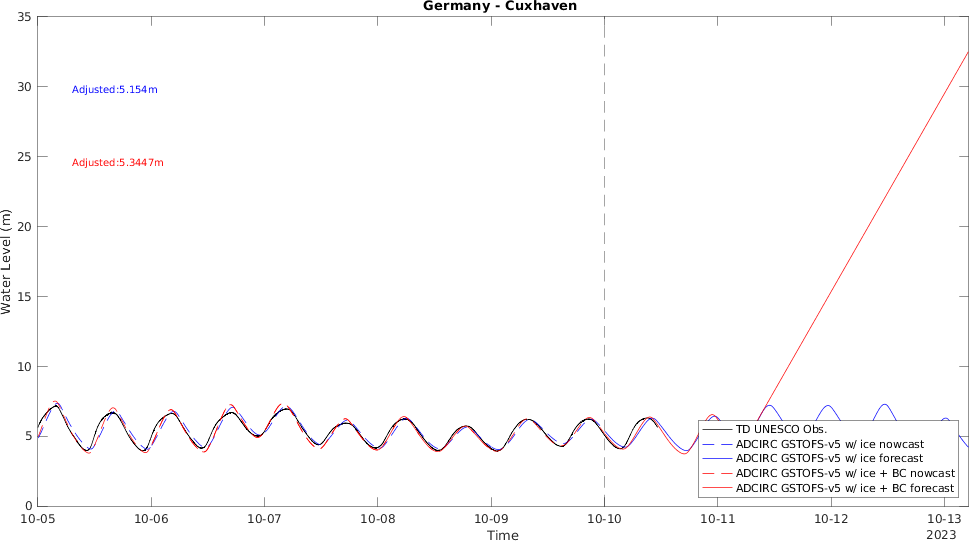 Germany - Cuxhaven
35
30
25
20
15
10
5
0
Water Level (m)
Adjusted:5.154m
Adjusted:5.3447m
TD UNESCO Obs.
ADCIRC GSTOFS-v5 w/ ice nowcast
ADCIRC GSTOFS-v5 w/ ice forecast
ADCIRC GSTOFS-v5 w/ ice + BC nowcast
ADCIRC GSTOFS-v5 w/ ice + BC forecast
10-05 10-06 10-07 10-08 10-09 10-10 10-11 10-12 10-13
Time
2023